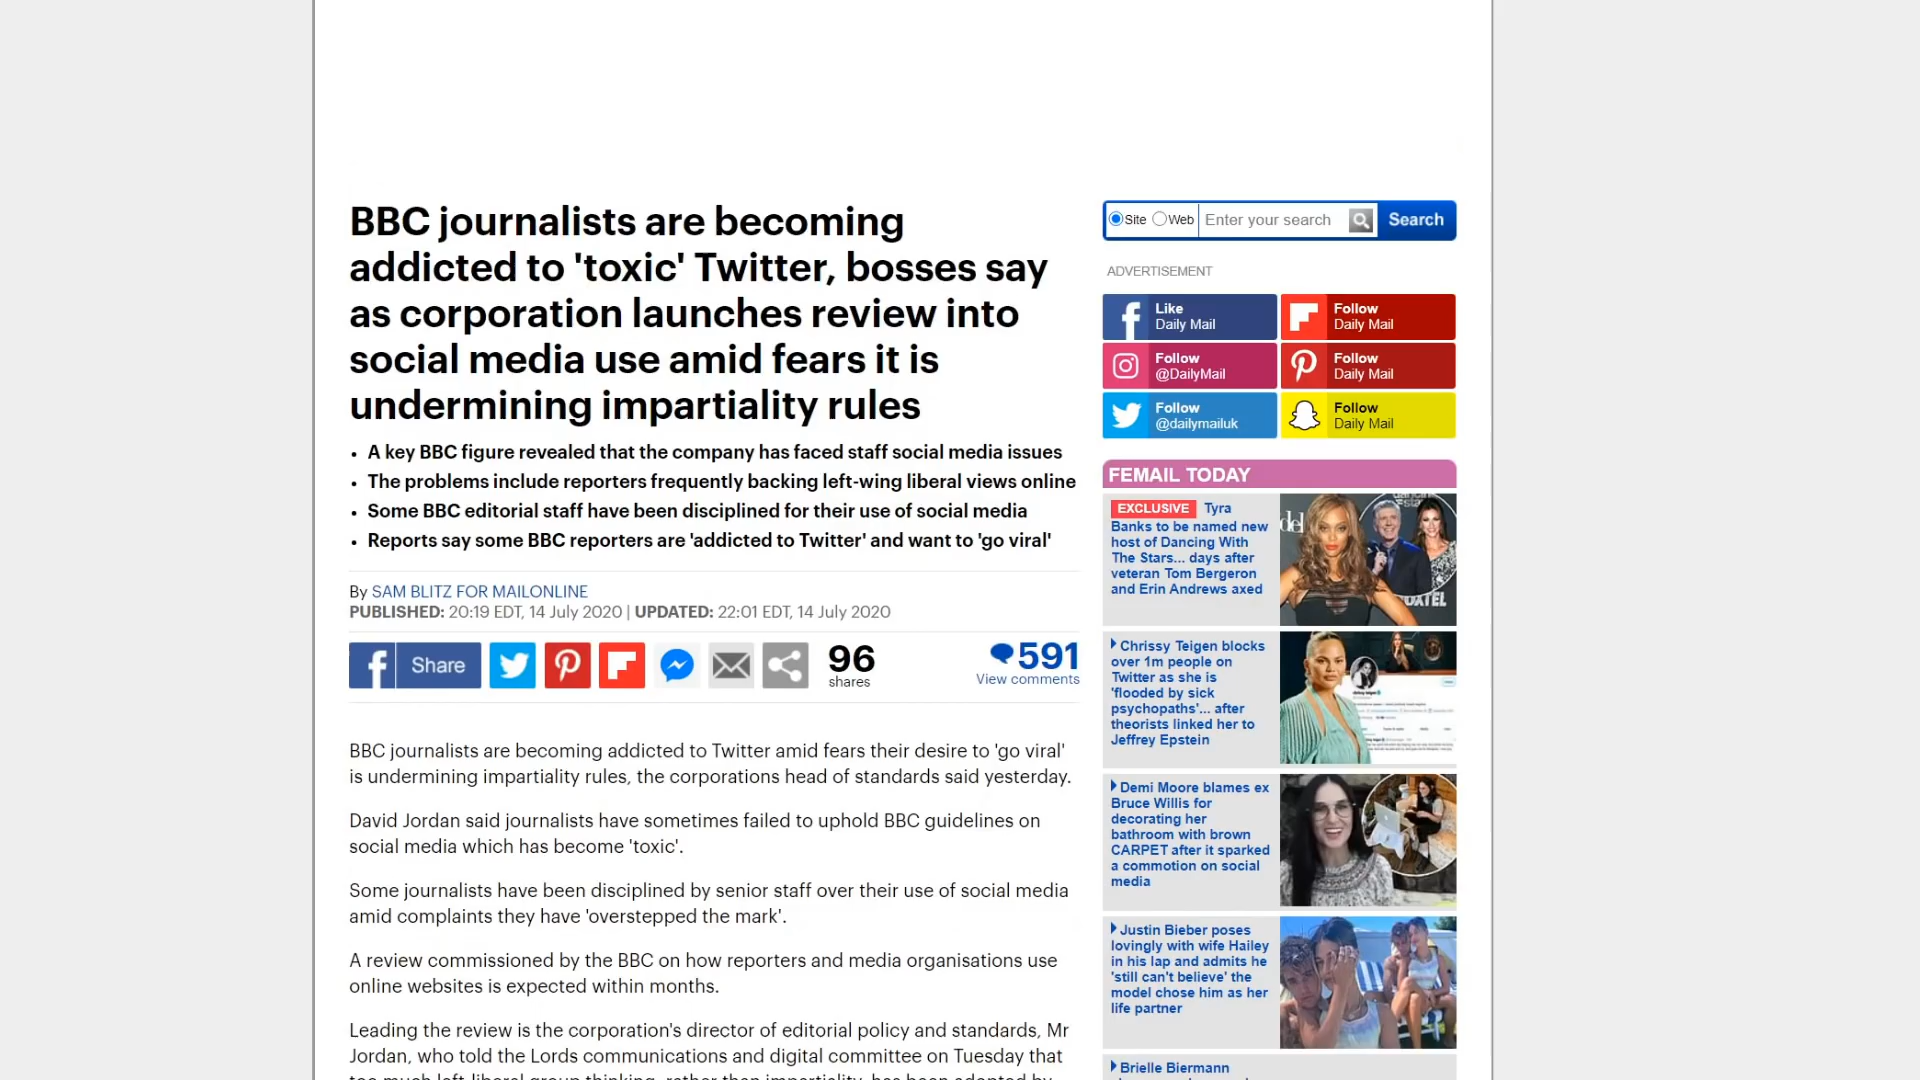 BBC journalists are becoming
addicted to 'toxic' Twitter, bosses say
as corporation launches review into
social media use amid fears it is
undermining impartiality rules
• A key BBC figure revealed that the company has faced staff social media issues
• The problems include reporters frequently backing left-wing liberal views online
• Some BBC editorial staff have been disciplined for their use of social media
• Reports say some BBC reporters are 'addicted to Twitter' and want to 'go viral'
By SAM BLITZ FOR MAILONLINE
PUBLISHED: 20:19 EDT, 14 July 2020 | UPDATED: 22:01 EDT, 14 July 2020
Share
96
shares
591
View comments
BBC journalists are becoming addicted to Twitter amid fears their desire to 'go viral'
is undermining impartiality rules, the corporations head of standards said yesterday.
David Jordan said journalists have sometimes failed to uphold BBC guidelines on
social media which has become 'toxic'.
Some journalists have been disciplined by senior staff over their use of social media
amid complaints they have 'overstepped the mark'.
A review commissioned by the BBC on how reporters and media organisations use
online websites is expected within months.
Leading the review is the corporation's director of editorial policy and standards, Mr
Jordan, who told the Lords communications and digital committee on Tuesday that
too much left-liberal group thinking, rather than impartiality, has been adopted by
Site Web Enter your search Search
ADVERTISEMENT
Like
Daily Mail
Follow
Daily Mail
Follow
@DailyMail
Follow
Daily Mail
Follow
@dailymailuk
Follow
Daily Mail
FEMAIL TODAY
EXCLUSIVE Tyra
Banks to be named new
host of Dancing With
The Stars... days after
veteran Tom Bergeron
and Erin Andrews axed
Chrissy Teigen blocks
over 1m people on
Twitter as she is
'flooded by sick
psychopaths'... after
theorists linked her to
Jeffrey Epstein
Demi Moore blames ex
Bruce Willis for
decorating her
bathroom with brown
CARPET after it sparked
a commotion on social
media
Justin Bieber poses
lovingly with wife Hailey
in his lap and admits he
'still can't believe' the
model chose him as her
life partner
Brielle Biermann